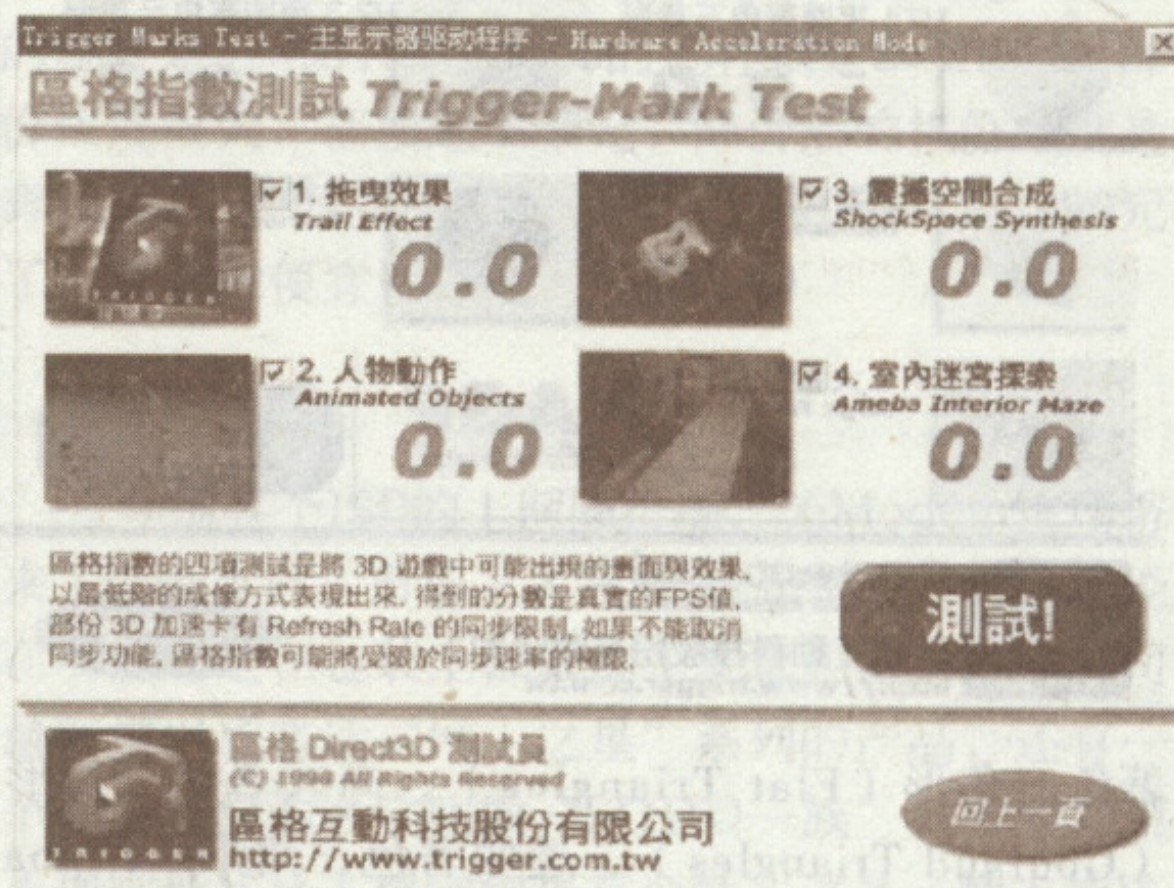 Trigger Marks Test - 主显示器驱动程序 - Hardware Acceleration Mode
區格指數測試 Trigger-Mark Test
1. 拖曳效果
Trail Effect
0.0
3. 震撼空間合成
ShockSpace Synthesis
0.0
2. 人物動作
Animated Objects
0.0
4. 室內迷宮探索
Ameba Interior Maze
0.0
區格指數的四項測試是將 3D 遊戲中可能出現的畫面與效果,
以最低階的成像方式表現出來, 得到的分數是真實的FPS值,
部份 3D 加速卡有 Refresh Rate 的同步限制, 如果不能取消
同步功能, 區格指數可能將受限於同步速率的極限.
測試!
TRIGGER
區格 Direct3D 測試員
(C) 1998 All Rights Reserved
區格互動科技股份有限公司
http://www.trigger.com.tw
回上一頁